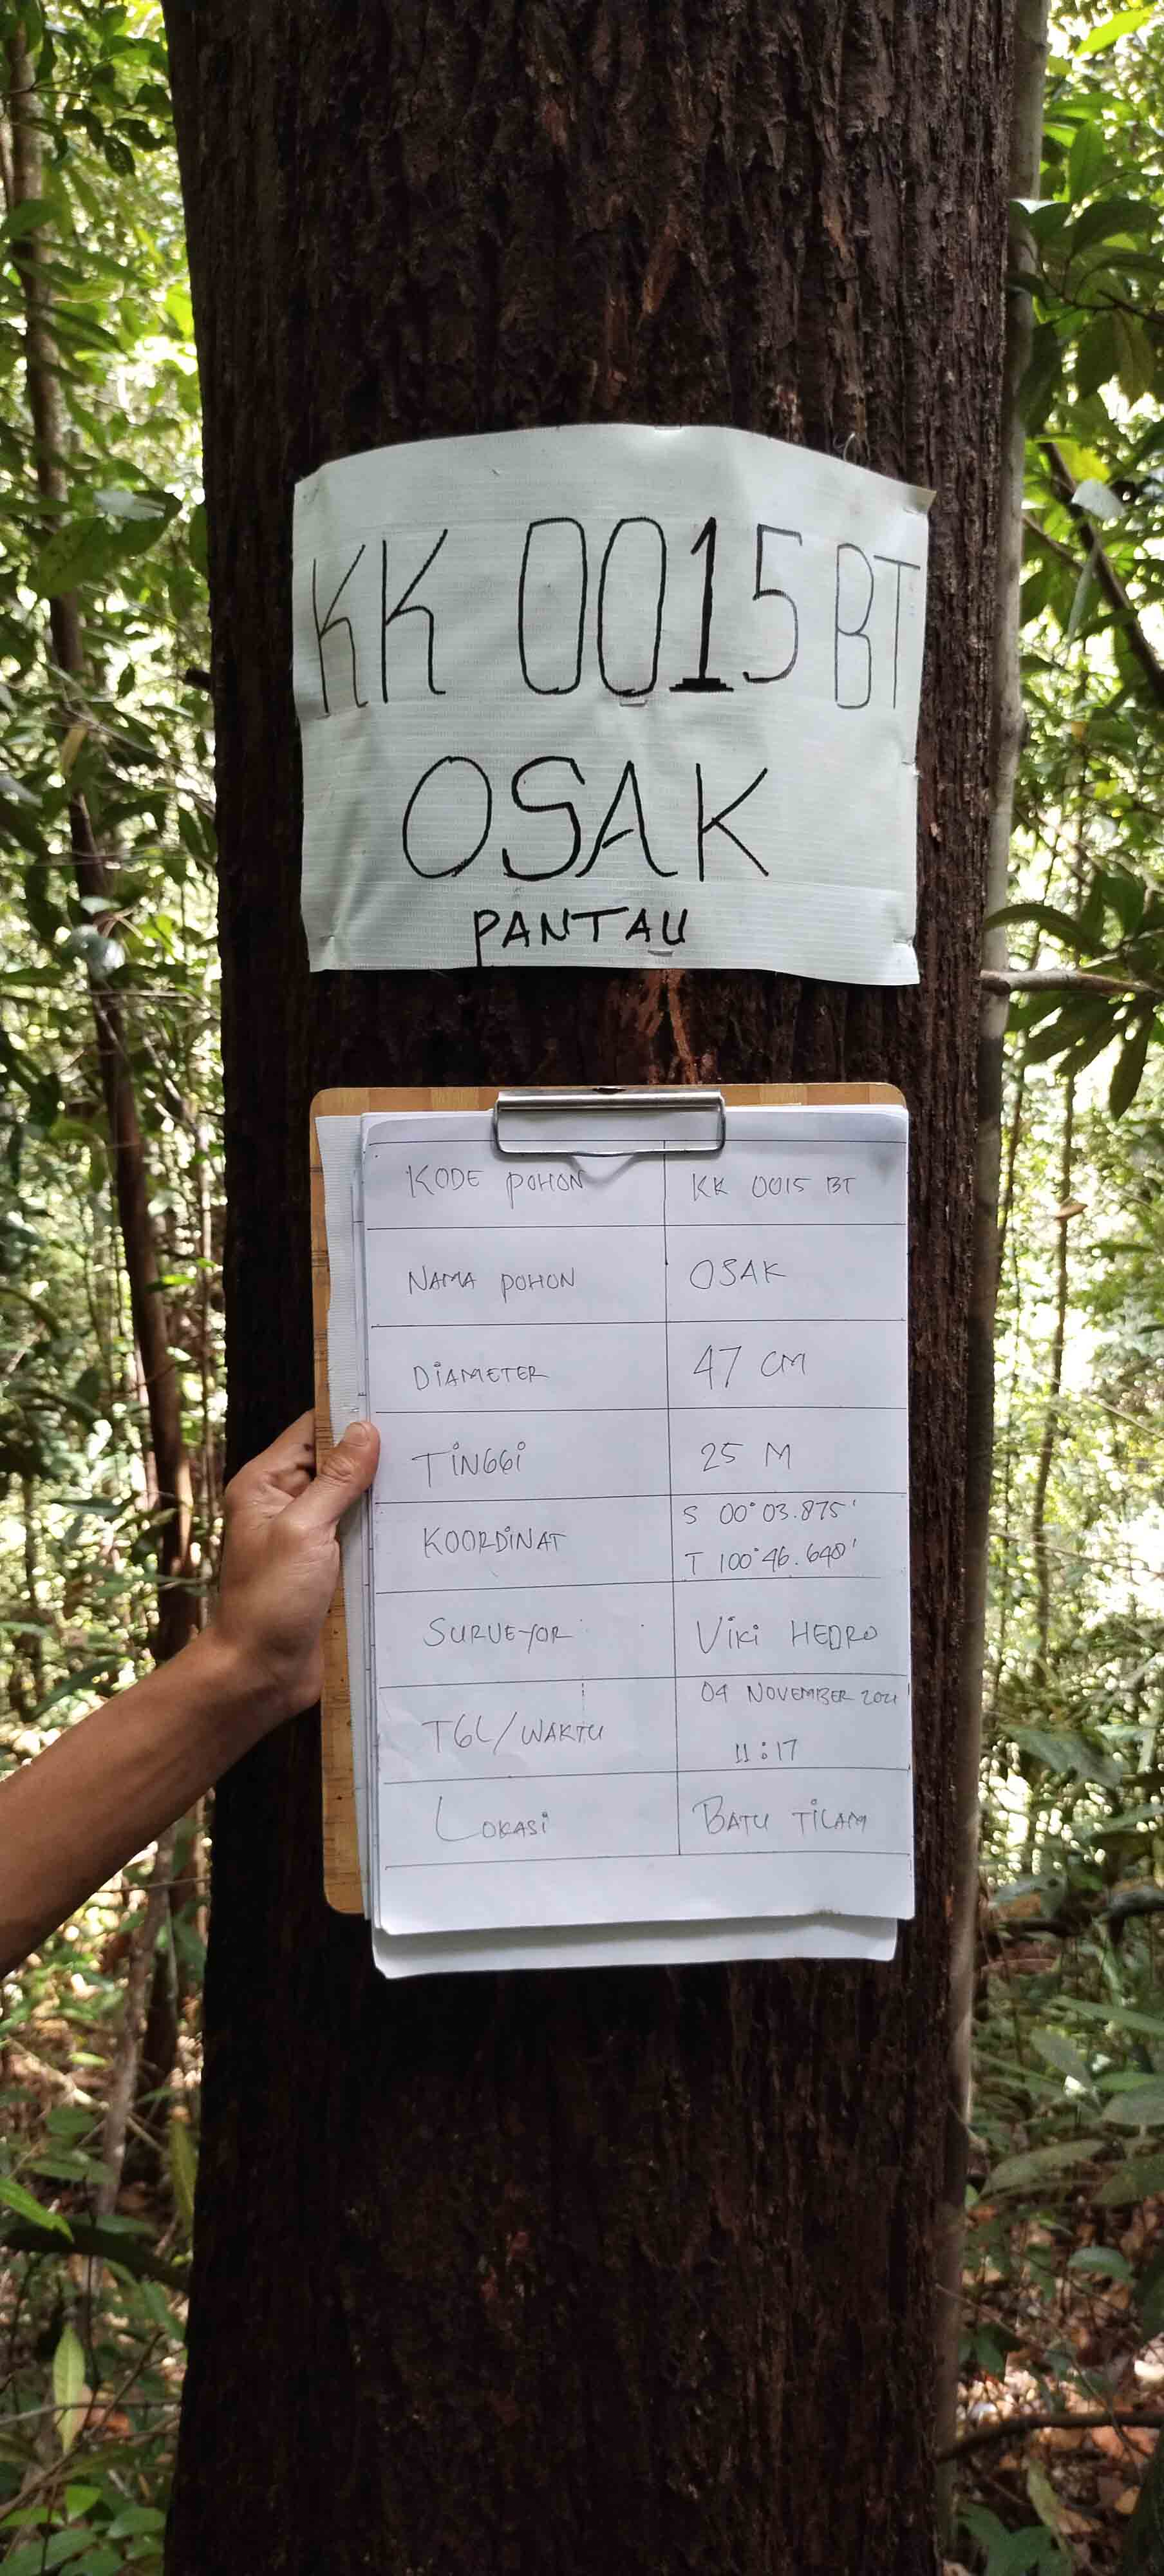 KK 0015 BT
OSAK
PANTAU
KODE POHON KK 0015 BT
NAMA POHON OSAK
DIAMETER 47 CM
TINGGI 25 M
KOORDINAT S 00° 03.875'
T 100° 46.640'
SURVEYOR VIKI HEDRO
TGL/WAKTU 04 NOVEMBER 2021
11:17
LOKASI BATU TILAM